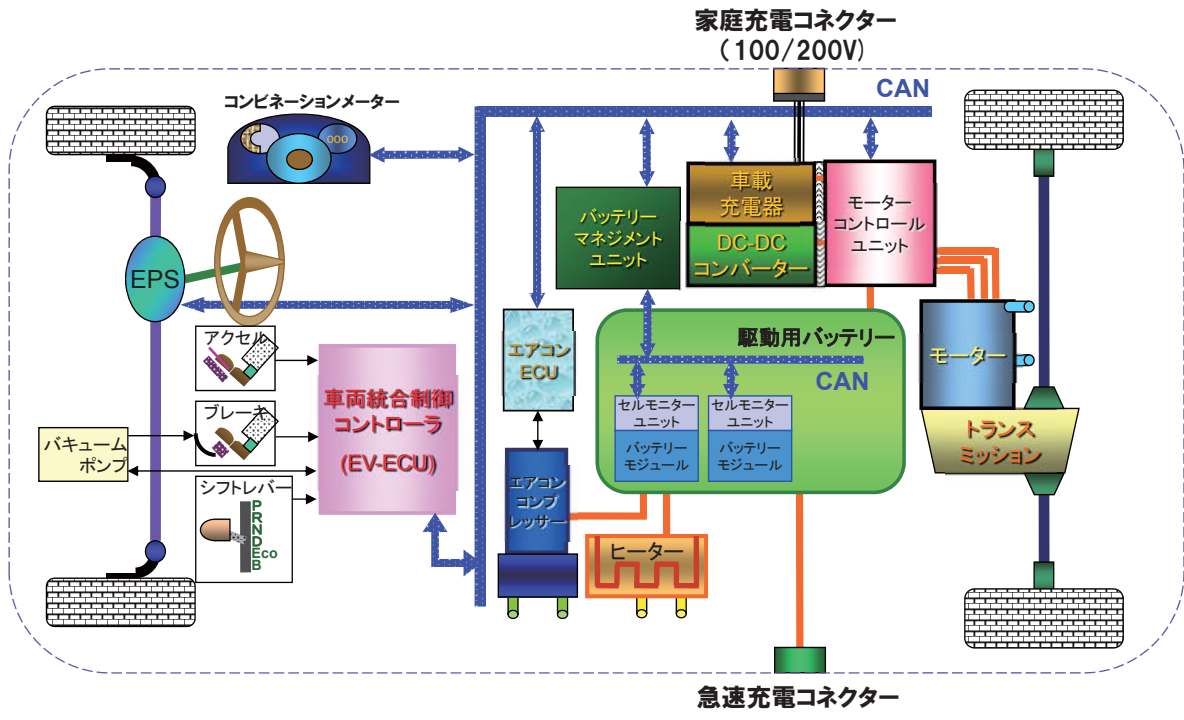 家庭充電コネクター
(100/200V)
CAN
コンビネーションメーター
000
車載
充電器
DC-DC
コンバーター
モーター
コントロール
ユニット
バッテリー
マネジメント
ユニット
EPS
アクセル
ブレーキ
バキューム
ポンプ
シフトレバー
P
R
N
D
Eco
B
車両統合制御
コントローラ
(EV-ECU)
エアコン
ECU
エアコン
コンプ
レッサー
駆動用バッテリー
CAN
セルモニター
ユニット
バッテリー
モジュール
セルモニター
ユニット
バッテリー
モジュール
ヒーター
モーター
トランス
ミッション
急速充電コネクター